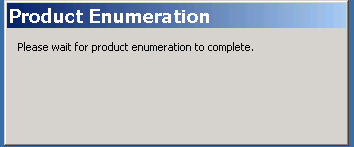 Product Enumeration
Please wait for product enumeration to complete.